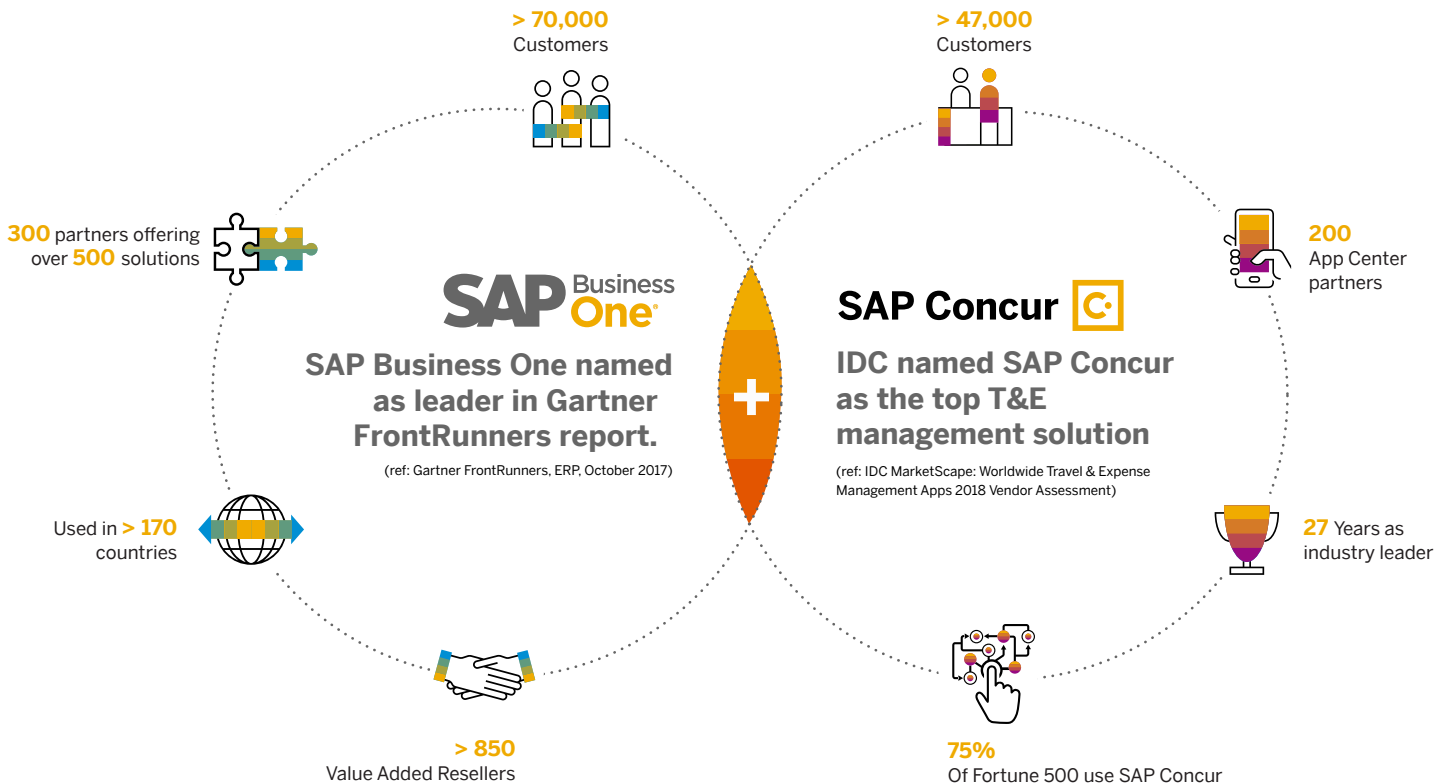 > 70,000
Customers
> 47,000
Customers
300 partners offering
over 500 solutions
200
App Center
partners
SAP Business One®
SAP Business One named
as leader in Gartner
FrontRunners report.
(ref: Gartner FrontRunners, ERP, October 2017)
SAP Concur C
IDC named SAP Concur
as the top T&E
management solution
(ref: IDC MarketScape: Worldwide Travel & Expense
Management Apps 2018 Vendor Assessment)
Used in > 170
countries
27 Years as
industry leader
> 850
Value Added Resellers
75%
Of Fortune 500 use SAP Concur